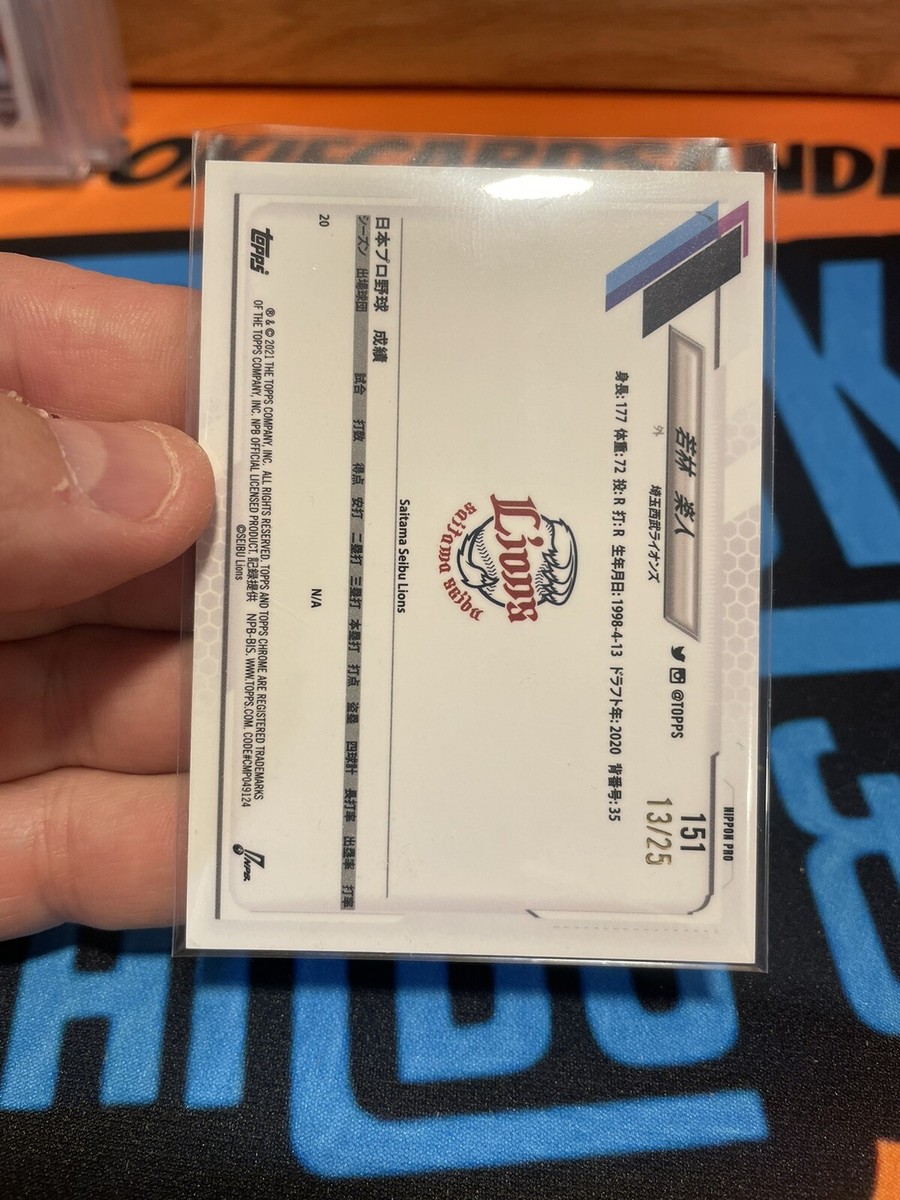 NIPPON PRO
151
13/25
若林 楽人
@TOPPS
埼玉西武ライオンズ
外
身長: 177 体重: 72 投: R 打: R 生年月日: 1998-4-13 ドラフト年: 2020 背番号: 35
Lions
saitama seibu
Saitama Seibu Lions
日本プロ野球 成績
シーズン 出場球団 試合 打数 得点 安打 二塁打 三塁打 本塁打 打点 盗塁 四球計 長打率 出塁率 打率
20 N/A
topps
® & © 2021 THE TOPPS COMPANY, INC. ALL RIGHTS RESERVED. TOPPS AND TOPPS CHROME ARE REGISTERED TRADEMARKS
OF THE TOPPS COMPANY, INC. NPB OFFICIAL LICENSED PRODUCT. 記録提供 NPB-BIS. WWW.TOPPS.COM. CODE#CMP049124
©SEIBU Lions
NPB